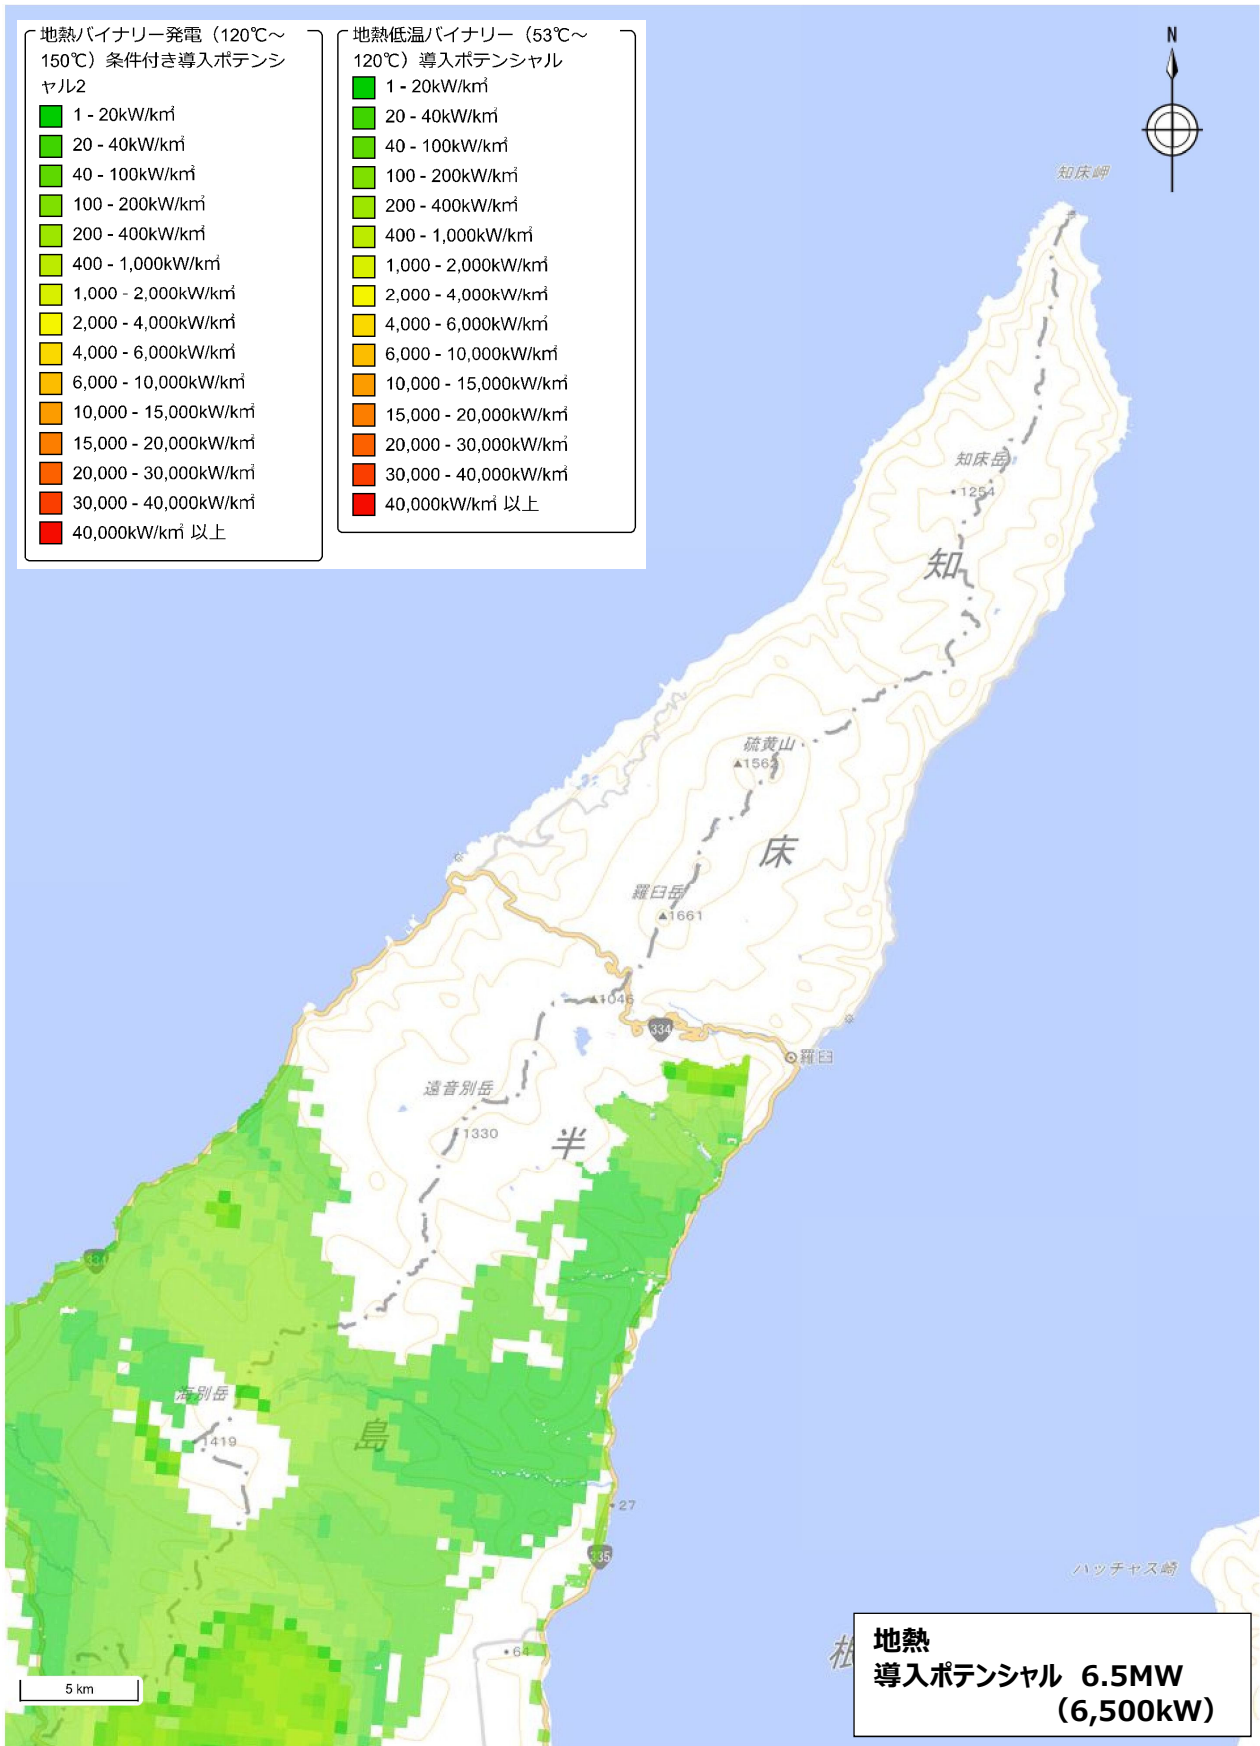 地熱バイナリー発電（120℃～
150℃）条件付き導入ポテンシ
ャル2
1 - 20kW/k㎡
20 - 40kW/k㎡
40 - 100kW/k㎡
100 - 200kW/k㎡
200 - 400kW/k㎡
400 - 1,000kW/k㎡
1,000 - 2,000kW/k㎡
2,000 - 4,000kW/k㎡
4,000 - 6,000kW/k㎡
6,000 - 10,000kW/k㎡
10,000 - 15,000kW/k㎡
15,000 - 20,000kW/k㎡
20,000 - 30,000kW/k㎡
30,000 - 40,000kW/k㎡
40,000kW/k㎡ 以上
地熱低温バイナリー（53℃～
120℃）導入ポテンシャル
1 - 20kW/k㎡
20 - 40kW/k㎡
40 - 100kW/k㎡
100 - 200kW/k㎡
200 - 400kW/k㎡
400 - 1,000kW/k㎡
1,000 - 2,000kW/k㎡
2,000 - 4,000kW/k㎡
4,000 - 6,000kW/k㎡
6,000 - 10,000kW/k㎡
10,000 - 15,000kW/k㎡
15,000 - 20,000kW/k㎡
20,000 - 30,000kW/k㎡
30,000 - 40,000kW/k㎡
40,000kW/k㎡ 以上
N
知床岬
知床岳
1254
知
硫黄山
1562
床
羅臼岳
1661
1046
334
羅臼
遠音別岳
1330
半
334
海別岳
1419
島
27
335
ハッチャス崎
64
根
5 km
地熱
導入ポテンシャル 6.5MW
（6,500kW）